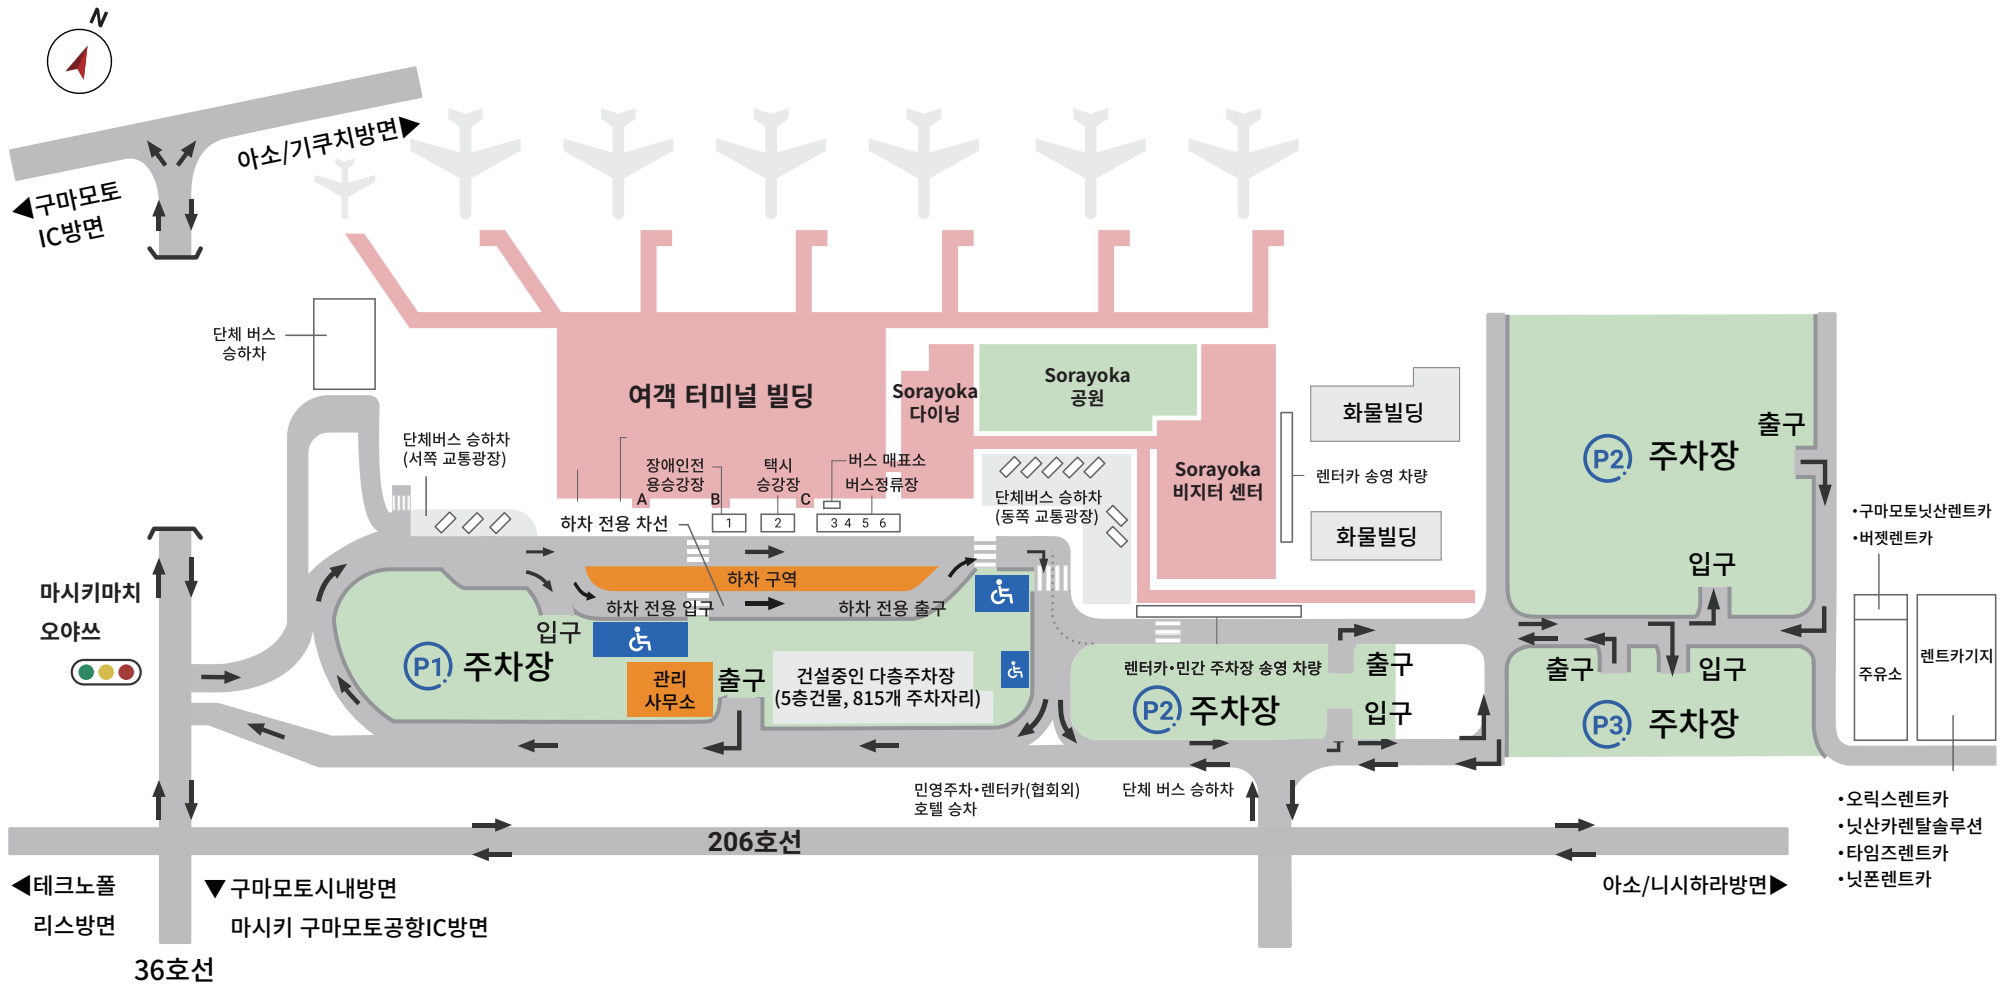 N
아소/기쿠치방면▶
◀구마모토
IC방면
단체 버스
승하차
여객 터미널 빌딩
Sorayoka
다이닝
Sorayoka
공원
Sorayoka
비지터 센터
화물빌딩
렌터카 송영 차량
화물빌딩
단체버스 승하차
(서쪽 교통광장)
장애인전
용승강장
택시
승강장
버스 매표소
버스정류장
A
B
C
1
2
3 4 5 6
단체버스 승하차
(동쪽 교통광장)
하차 전용 차선
하차 구역
하차 전용 입구
하차 전용 출구
마시키마치
오야쓰
입구
P1 주차장
관리
사무소
출구
건설중인 다층주차장
(5층건물, 815개 주차자리)
렌터카•민간 주차장 송영 차량
P2 주차장
출구
입구
P2 주차장
출구
입구
출구
입구
P3 주차장
•구마모토닛산렌트카
•버젯렌트카
주유소
렌트카기지
•오릭스렌트카
•닛산카렌탈솔루션
•타임즈렌트카
•닛폰렌트카
민영주차•렌터카(협회외)
호텔 승차
단체 버스 승하차
206호선
◀테크노폴
리스방면
▼구마모토시내방면
마시키 구마모토공항IC방면
아소/니시하라방면▶
36호선